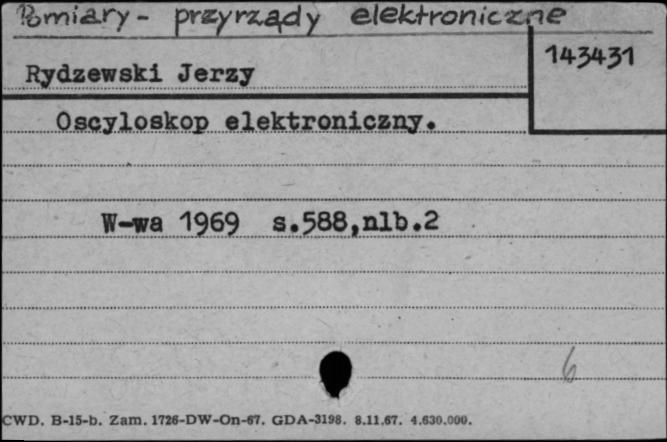 Pomiary - przyrządy elektroniczne
143431
Rydzewski Jerzy
Oscyloskop elektroniczny.
W-wa 1969 s.588,nlb.2
6
CWD. B-15-b. Zam. 1726-DW-On-67. GDA-3198. 8.11.67. 4.630.000.